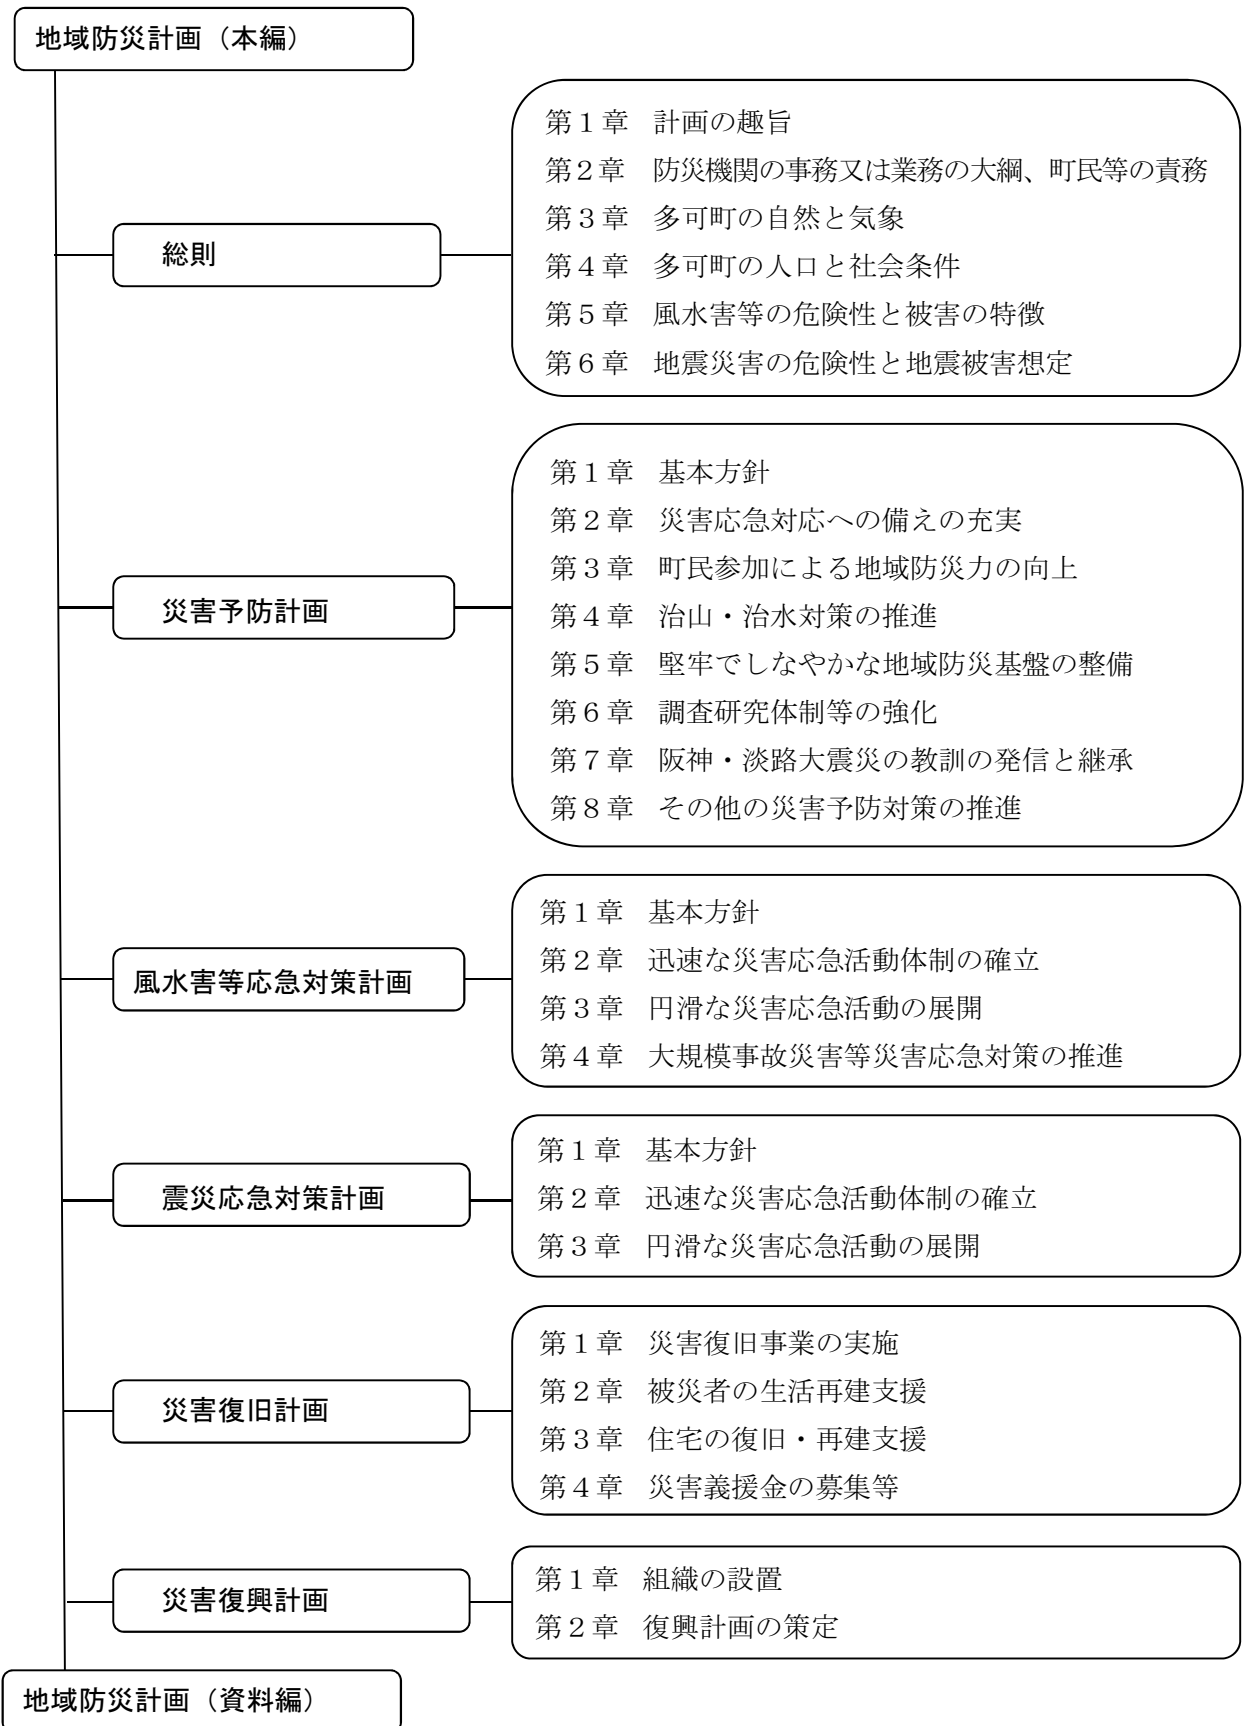 地域防災計画（本編）
総則
第１章　計画の趣旨
第２章　防災機関の事務又は業務の大綱、町民等の責務
第３章　多可町の自然と気象
第４章　多可町の人口と社会条件
第５章　風水害等の危険性と被害の特徴
第６章　地震災害の危険性と地震被害想定
災害予防計画
第１章　基本方針
第２章　災害応急対応への備えの充実
第３章　町民参加による地域防災力の向上
第４章　治山・治水対策の推進
第５章　堅牢でしなやかな地域防災基盤の整備
第６章　調査研究体制等の強化
第７章　阪神・淡路大震災の教訓の発信と継承
第８章　その他の災害予防対策の推進
風水害等応急対策計画
第１章　基本方針
第２章　迅速な災害応急活動体制の確立
第３章　円滑な災害応急活動の展開
第４章　大規模事故災害等災害応急対策の推進
震災応急対策計画
第１章　基本方針
第２章　迅速な災害応急活動体制の確立
第３章　円滑な災害応急活動の展開
災害復旧計画
第１章　災害復旧事業の実施
第２章　被災者の生活再建支援
第３章　住宅の復旧・再建支援
第４章　災害義援金の募集等
災害復興計画
第１章　組織の設置
第２章　復興計画の策定
地域防災計画（資料編）